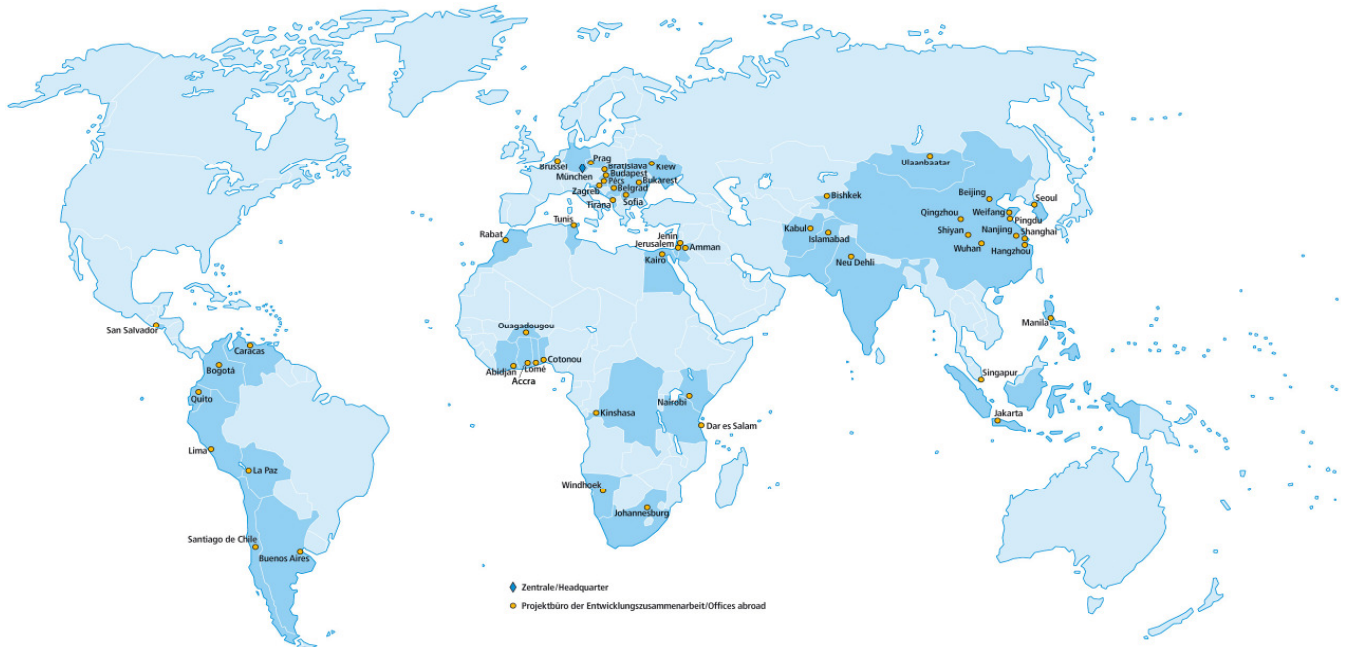 Brüssel
Prag
Bratislava
Kiew
München
Budapest
Pécs
Bukarest
Zagreb
Belgrad
Tirana
Sofia
Tunis
Rabat
Jenin
Jerusalem
Amman
Kairo
Ulaanbaatar
Bishkek
Beijing
Seoul
Qingzhou
Weifang
Pingdu
Kabul
Islamabad
Shiyan
Nanjing
Shanghai
Wuhan
Hangzhou
Neu Dehli
San Salvador
Caracas
Bogotá
Quito
Lima
La Paz
Santiago de Chile
Buenos Aires
Ouagadougou
Cotonou
Abidjan
Lomé
Accra
Kinshasa
Nairobi
Dar es Salam
Windhoek
Johannesburg
Manila
Singapur
Jakarta
Zentrale/Headquarter
Projektbüro der Entwicklungszusammenarbeit/Offices abroad